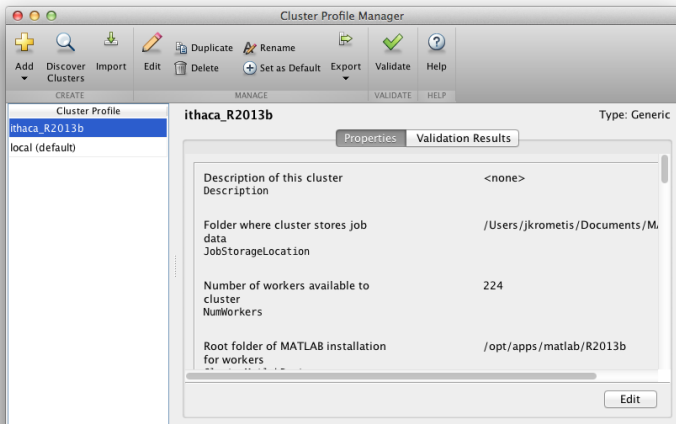 Cluster Profile Manager
Add
Discover
Clusters
Import
Edit
Duplicate
Rename
Delete
Set as Default
Export
Validate
Help
CREATE
MANAGE
VALIDATE
HELP
Cluster Profile
ithaca_R2013b
local (default)
ithaca_R2013b
Type: Generic
Properties
Validation Results
Description of this cluster
<none>
Description
Folder where cluster stores job
/Users/jkrometis/Documents/M
data
JobStorageLocation
Number of workers available to
224
cluster
NumWorkers
Root folder of MATLAB installation
/opt/apps/matlab/R2013b
for workers
Edit